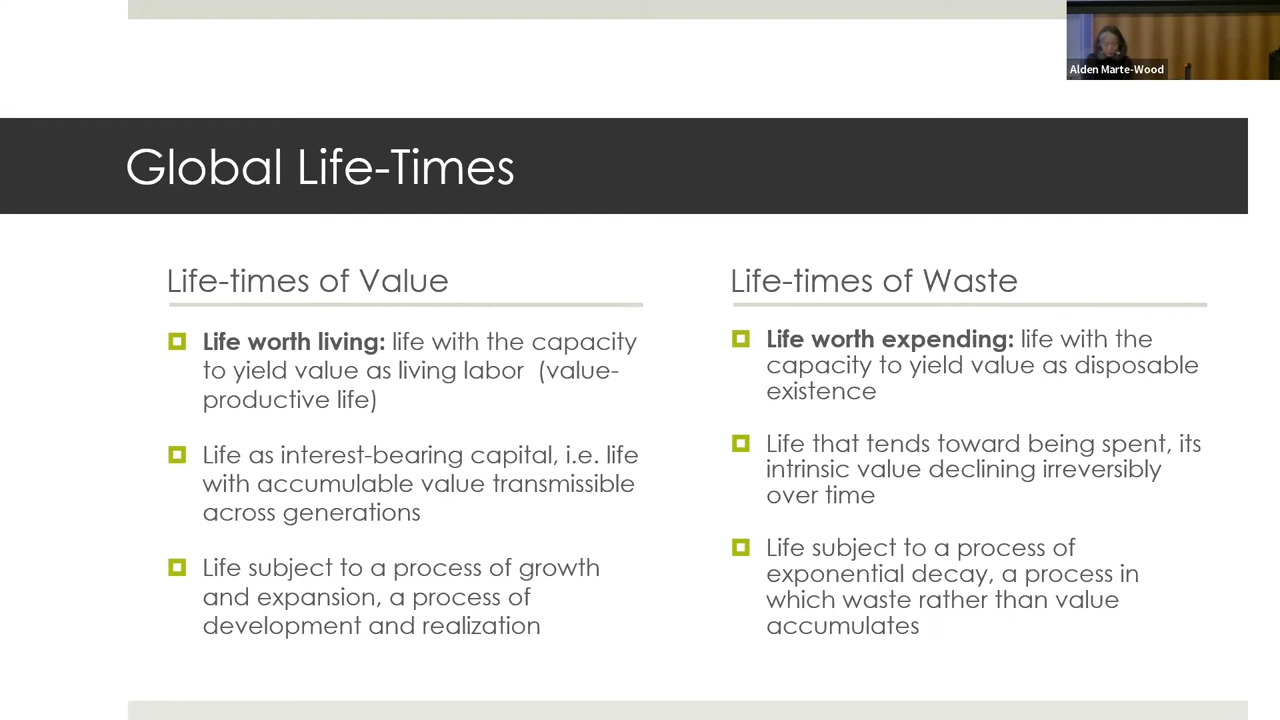 Alden Marte-Wood
Global Life-Times
Life-times of Value
Life worth living: life with the capacity
to yield value as living labor (value-
productive life)
Life as interest-bearing capital, i.e. life
with accumulable value transmissible
across generations
Life subject to a process of growth
and expansion, a process of
development and realization
Life-times of Waste
Life worth expending: life with the
capacity to yield value as disposable
existence
Life that tends toward being spent, its
intrinsic value declining irreversibly
over time
Life subject to a process of
exponential decay, a process in
which waste rather than value
accumulates